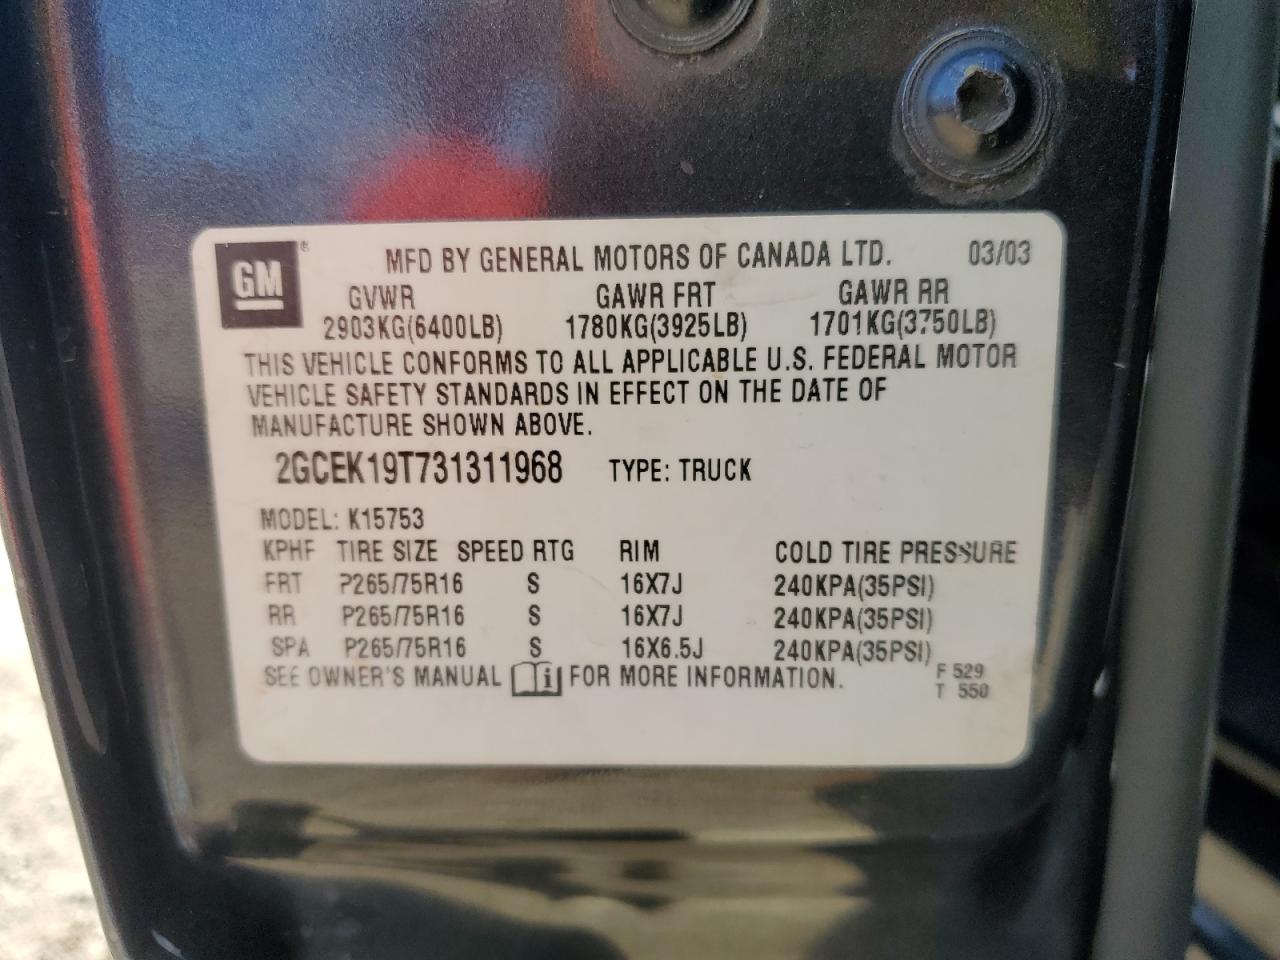 GM ® MFD BY GENERAL MOTORS OF CANADA LTD. 03/03
GVWR GAWR FRT GAWR RR
2903KG(6400LB) 1780KG(3925LB) 1701KG(3750LB)
THIS VEHICLE CONFORMS TO ALL APPLICABLE U.S. FEDERAL MOTOR
VEHICLE SAFETY STANDARDS IN EFFECT ON THE DATE OF
MANUFACTURE SHOWN ABOVE.
2GCEK19T731311968 TYPE: TRUCK
MODEL: K15753
KPHF TIRE SIZE SPEED RTG RIM COLD TIRE PRESSURE
FRT P265/75R16 S 16X7J 240KPA(35PSI)
RR P265/75R16 S 16X7J 240KPA(35PSI)
SPA P265/75R16 S 16X6.5J 240KPA(35PSI)
SEE OWNER'S MANUAL i FOR MORE INFORMATION. F 529
T 550